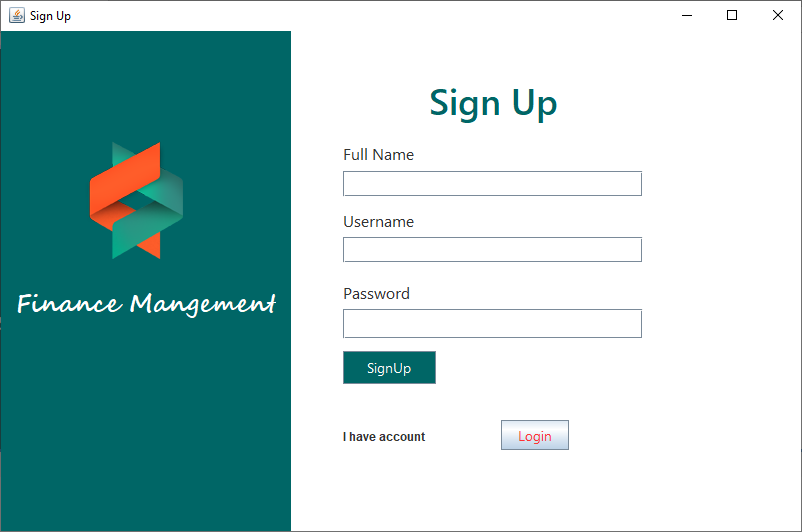 Sign Up
Finance Mangement
Sign Up
Full Name
Username
Password
SignUp
I have account
Login